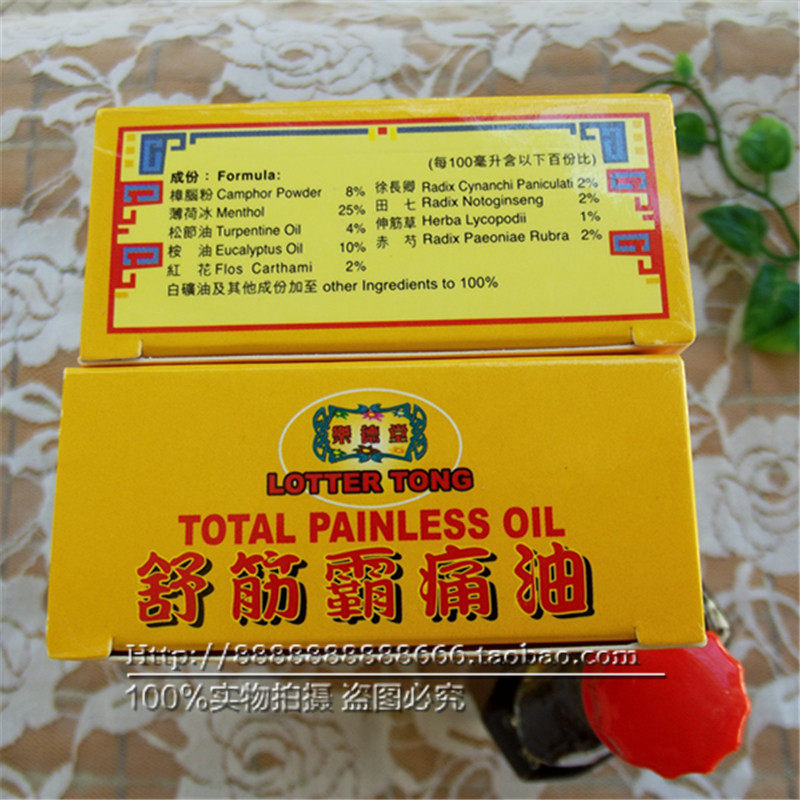 成份：Formula:
(每100毫升含以下百份比)
樟腦粉 Camphor Powder 8%
薄荷冰 Menthol 25%
松節油 Turpentine Oil 4%
桉 油 Eucalyptus Oil 10%
紅 花 Flos Carthami 2%
徐長卿 Radix Cynanchi Paniculati 2%
田 七 Radix Notoginseng 2%
伸筋草 Herba Lycopodii 1%
赤 芍 Radix Paeoniae Rubra 2%
白礦油及其他成份加至 other Ingredients to 100%
德堂
LOTTER TONG
TOTAL PAINLESS OIL
舒筋霸痛油
Http://8888988888666.taobao.com
100%实物拍摄 盗图必究